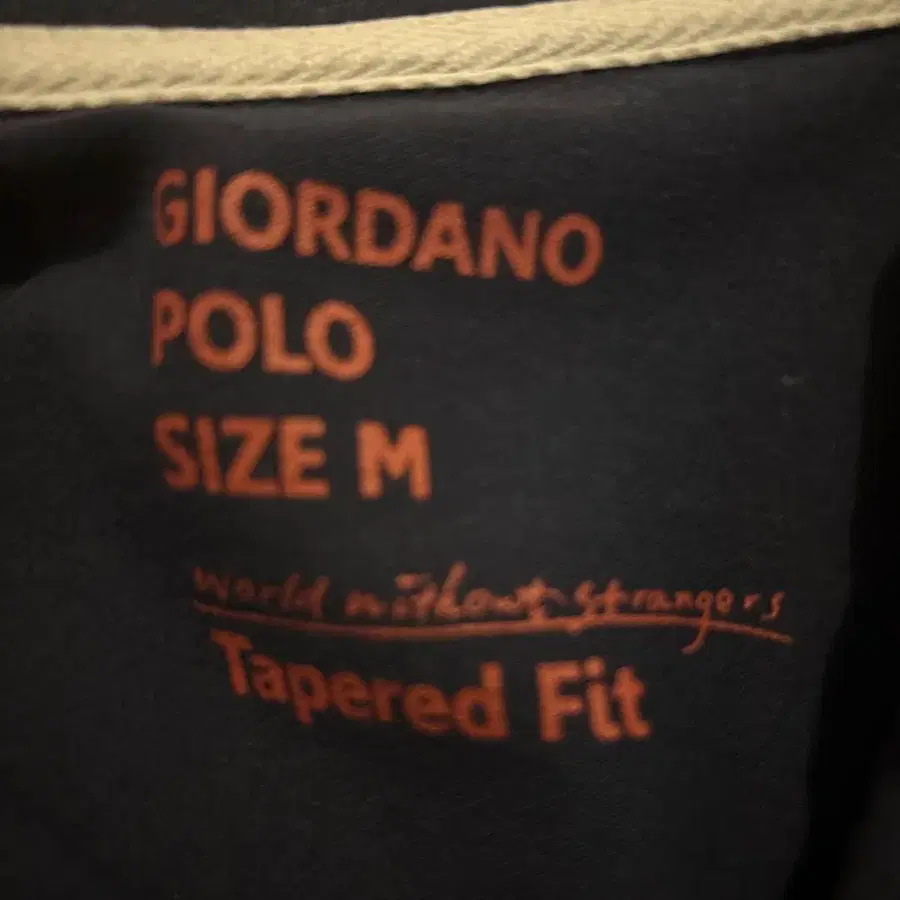 GIORDANO
POLO
SIZE M
world without strangers
Tapered Fit